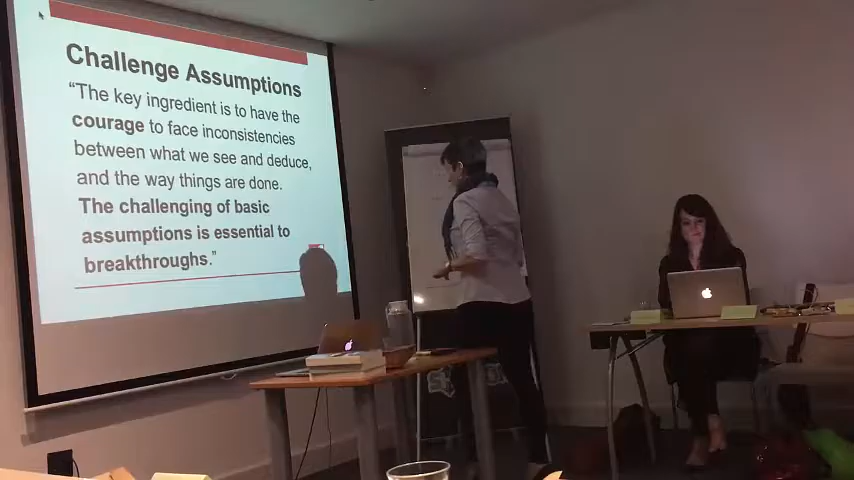 Challenge Assumptions
“The key ingredient is to have the
courage to face inconsistencies
between what we see and deduce,
and the way things are done.
The challenging of basic
assumptions is essential to
breakthroughs.”